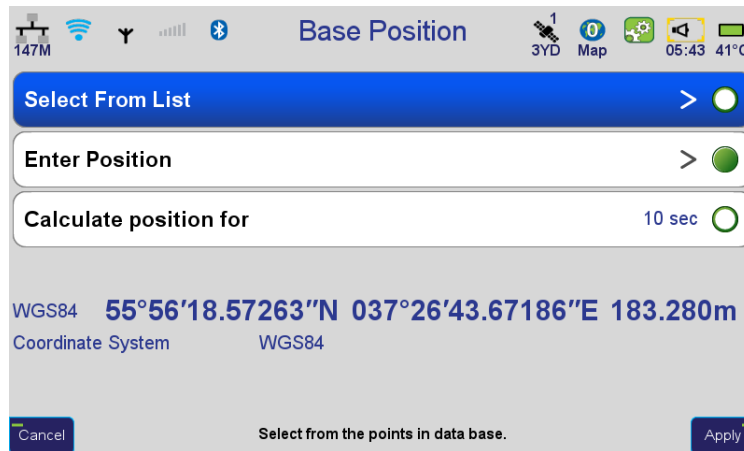 147M
Base Position
1
3YD
0
Map
05:43
41°C
Select From List >
Enter Position >
Calculate position for 10 sec
WGS84 55°56′18.57263″N 037°26′43.67186″E 183.280m
Coordinate System WGS84
Cancel
Select from the points in data base.
Apply